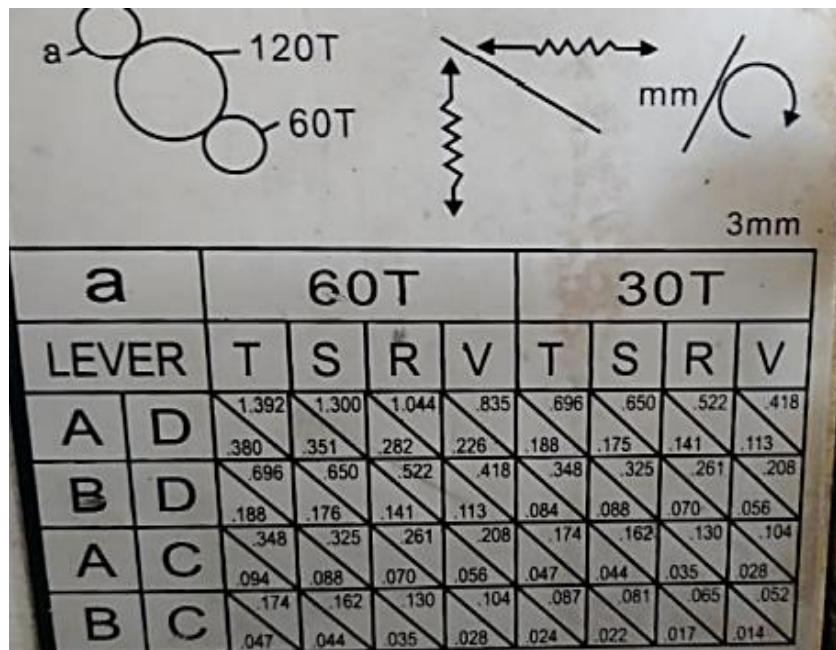 a 120T
60T
mm
3mm
a 60T 30T
LEVER T S R V T S R V
A D 1.392 1.300 1.044 .835 .696 .650 .522 .418
.380 .351 .282 .226 .188 .175 .141 .113
B D .696 .650 .522 .418 .348 .325 .261 .208
.188 .176 .141 .113 .084 .088 .070 .056
A C .348 .325 .261 .208 .174 .162 .130 .104
.094 .088 .070 .056 .047 .044 .035 .028
B C .174 .162 .130 .104 .087 .081 .065 .052
.047 .044 .035 .028 .024 .022 .017 .014